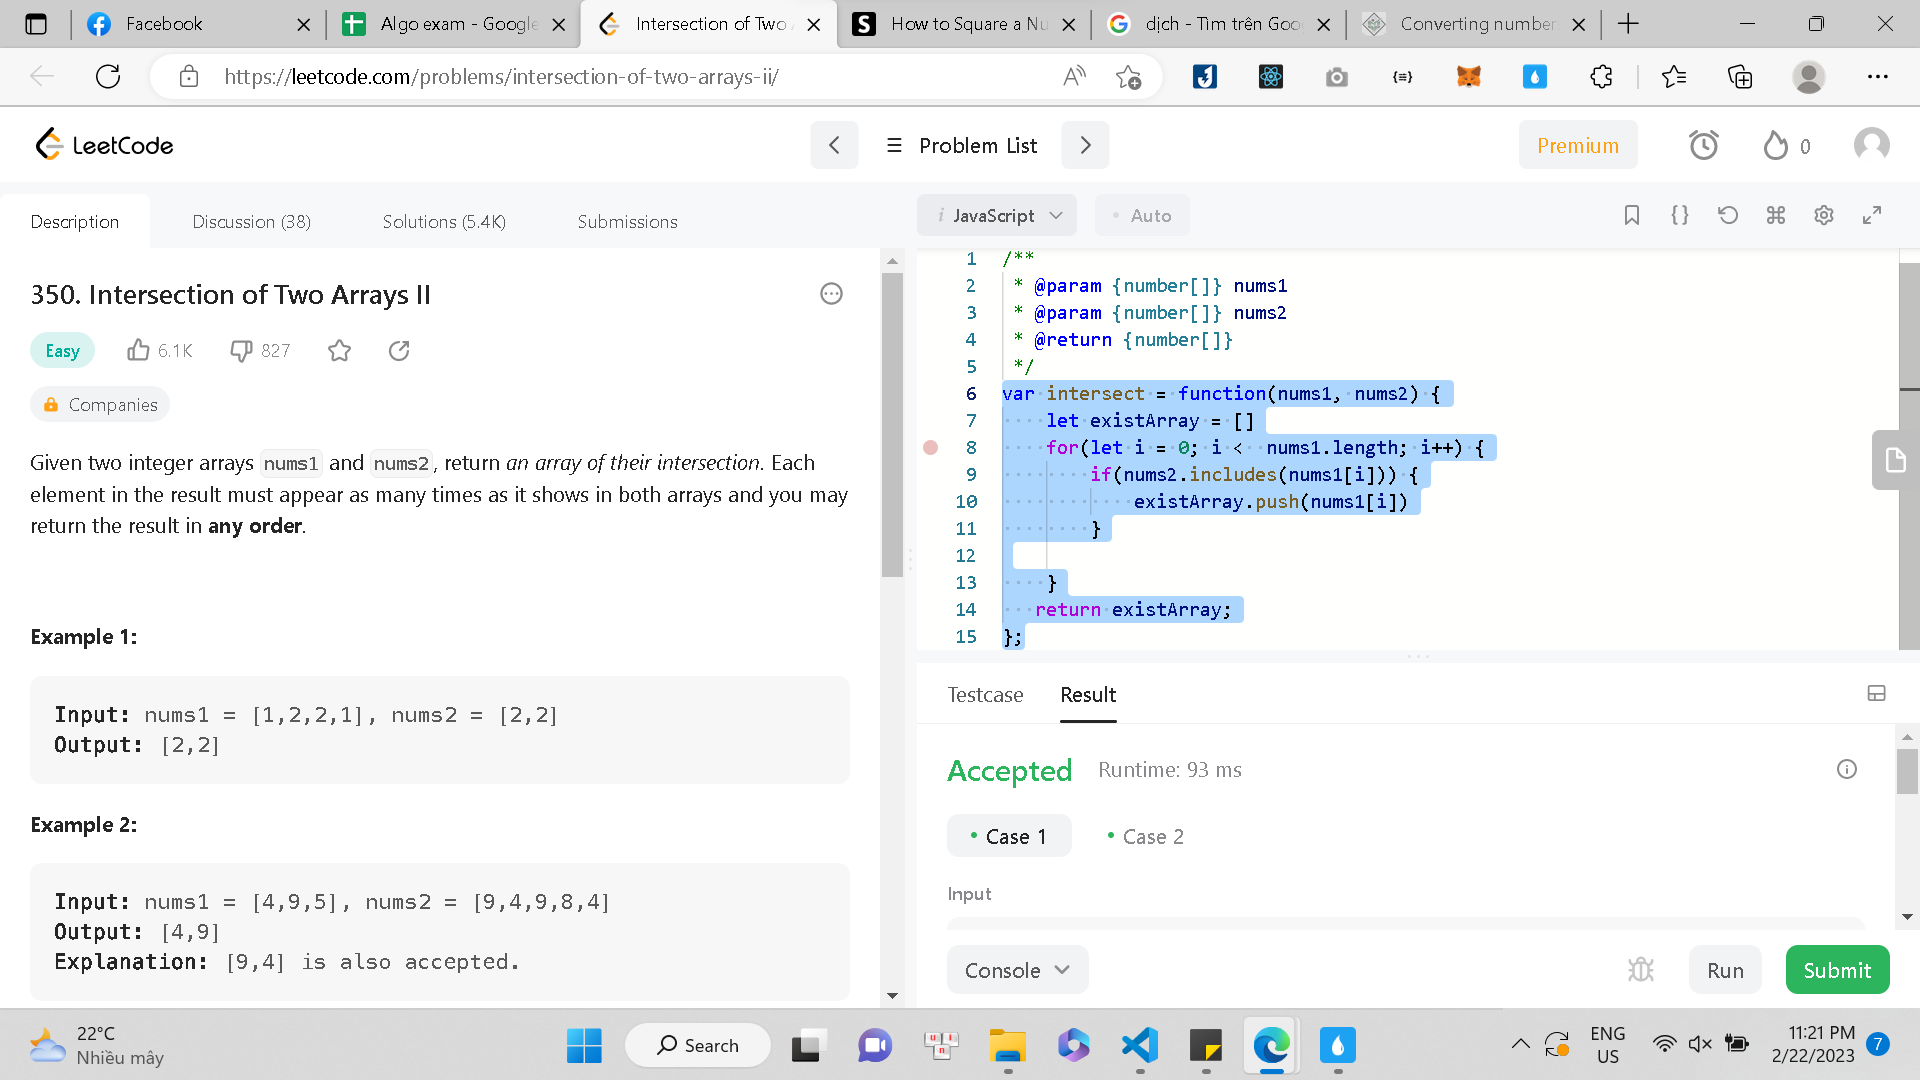 Facebook
Algo exam - Google
Intersection of Two A
How to Square a Nu
dịch - Tìm trên Goo
Converting number
https://leetcode.com/problems/intersection-of-two-arrays-ii/
LeetCode
Problem List
Premium
0
Description
Discussion (38)
Solutions (5.4K)
Submissions
i JavaScript
• Auto
350. Intersection of Two Arrays II
Easy
6.1K
827
Companies
Given two integer arrays nums1 and nums2, return an array of their intersection. Each
element in the result must appear as many times as it shows in both arrays and you may
return the result in any order.
Example 1:
Input: nums1 = [1,2,2,1], nums2 = [2,2]
Output: [2,2]
Example 2:
Input: nums1 = [4,9,5], nums2 = [9,4,9,8,4]
Output: [4,9]
Explanation: [9,4] is also accepted.
1 /**
2 * @param {number[]} nums1
3 * @param {number[]} nums2
4 * @return {number[]}
5 */
6 var intersect = function(nums1, nums2) {
7 let existArray = []
8 for(let i = 0; i < nums1.length; i++) {
9 if(nums2.includes(nums1[i])) {
10 existArray.push(nums1[i])
11 }
12
13 }
14 return existArray;
15 };
Testcase
Result
Accepted
Runtime: 93 ms
• Case 1
• Case 2
Input
Console
Run
Submit
22°C
Nhiều mây
Search
ENG
US
11:21 PM
2/22/2023
7